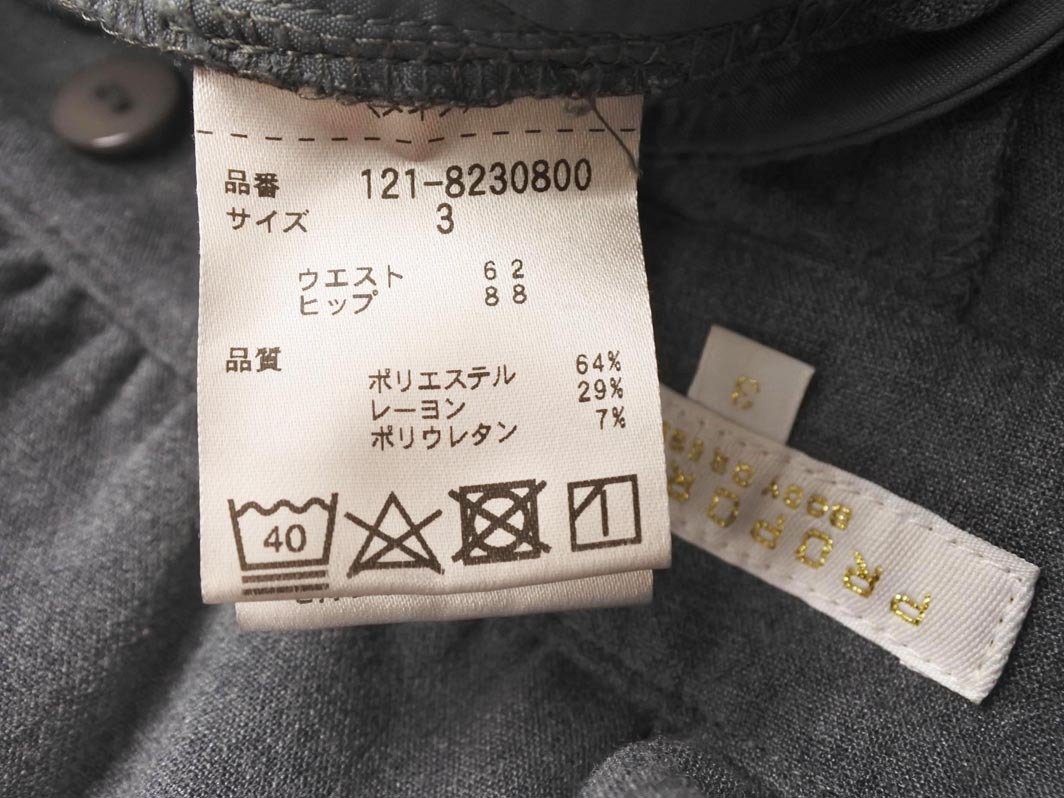 品番 121-8230800
サイズ 3
ウエスト 62
ヒップ 88
品質
ポリエステル 64%
レーヨン 29%
ポリウレタン 7%
40
3
PROPOR
BODY DRES